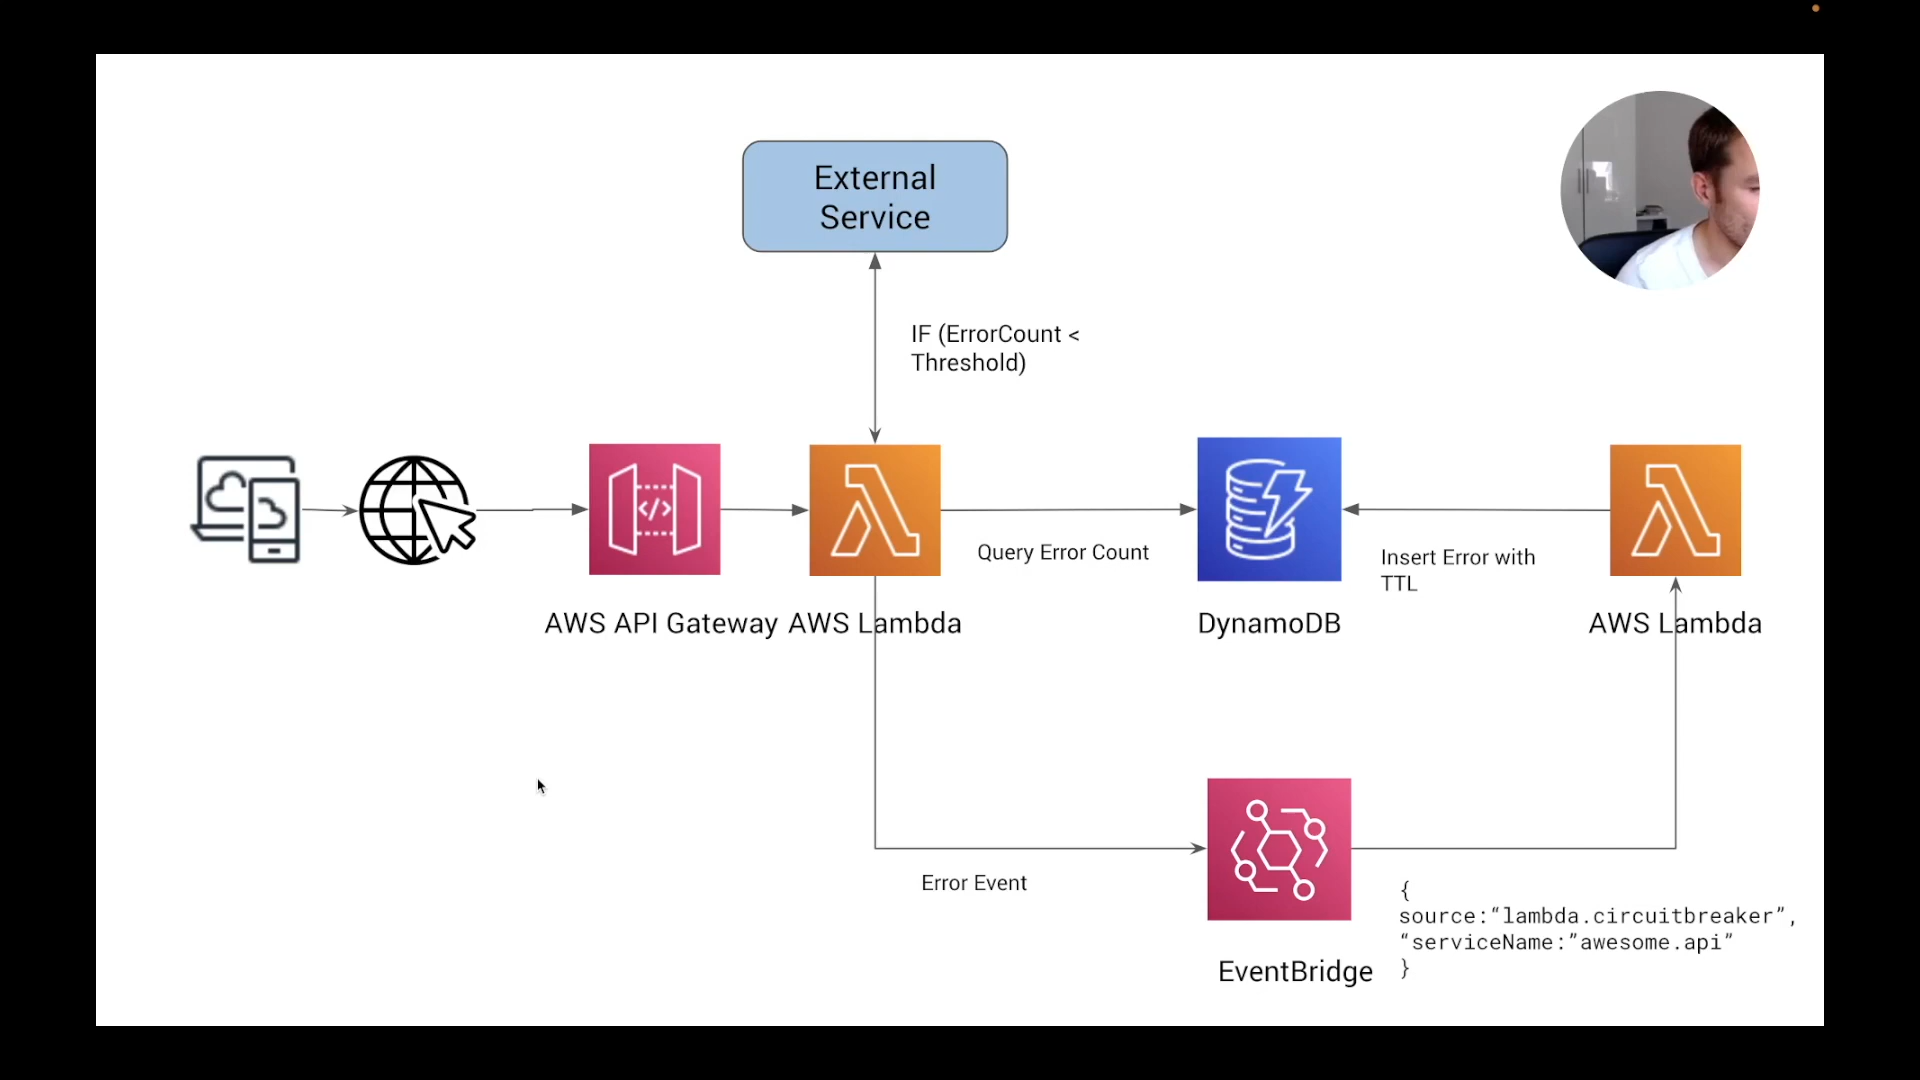 External
Service
IF (ErrorCount <
Threshold)
</>
Query Error Count
Insert Error with
TTL
AWS API Gateway
AWS Lambda
DynamoDB
AWS Lambda
Error Event
{
source:“lambda.circuitbreaker”,
“serviceName:”awesome.api”
}
EventBridge